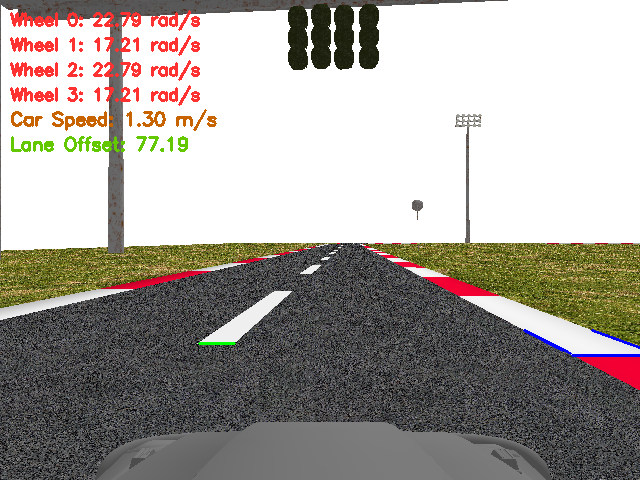 Wheel 0: 22.79 rad/s
Wheel 1: 17.21 rad/s
Wheel 2: 22.79 rad/s
Wheel 3: 17.21 rad/s
Car Speed: 1.30 m/s
Lane Offset: 77.19